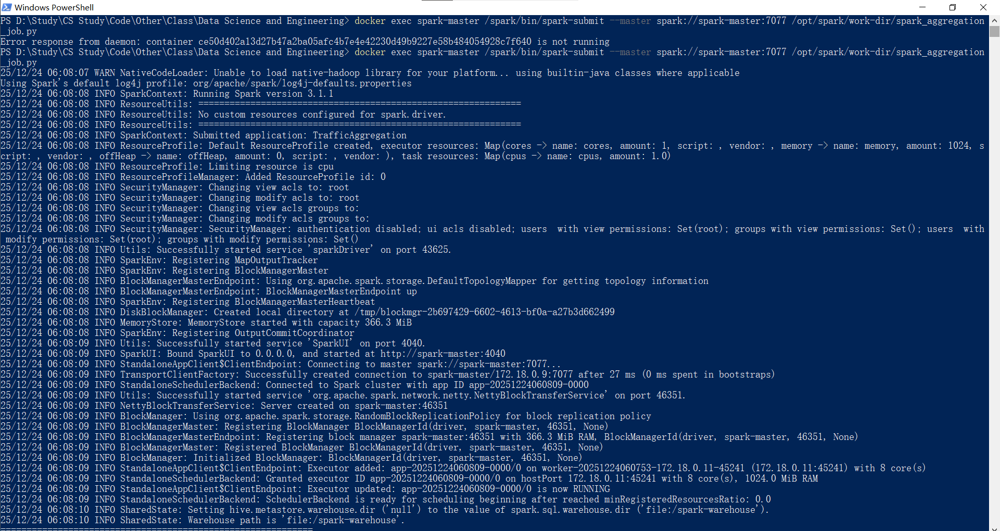 Windows PowerShell
PS D:\Study\CS Study\Code\Other\Class\Data Science and Engineering> docker exec spark-master /spark/bin/spark-submit --master spark://spark-master:7077 /opt/spark/work-dir/spark_aggregation
_job.py
Error response from daemon: container ce50d402a13d27b47a2ba05afc4b7e4e42230d49b9227e58b484054928c7f640 is not running
PS D:\Study\CS Study\Code\Other\Class\Data Science and Engineering> docker exec spark-master /spark/bin/spark-submit --master spark://spark-master:7077 /opt/spark/work-dir/spark_aggregation
_job.py
25/12/24 06:08:07 WARN NativeCodeLoader: Unable to load native-hadoop library for your platform... using builtin-java classes where applicable
Using Spark's default log4j profile: org/apache/spark/log4j-defaults.properties
25/12/24 06:08:08 INFO SparkContext: Running Spark version 3.1.1
25/12/24 06:08:08 INFO ResourceUtils: ==============================================================
25/12/24 06:08:08 INFO ResourceUtils: No custom resources configured for spark.driver.
25/12/24 06:08:08 INFO ResourceUtils: ==============================================================
25/12/24 06:08:08 INFO SparkContext: Submitted application: TrafficAggregation
25/12/24 06:08:08 INFO ResourceProfile: Default ResourceProfile created, executor resources: Map(cores -> name: cores, amount: 1, script: , vendor: , memory -> name: memory, amount: 1024, s
cript: , vendor: , offHeap -> name: offHeap, amount: 0, script: , vendor: ), task resources: Map(cpus -> name: cpus, amount: 1.0)
25/12/24 06:08:08 INFO ResourceProfile: Limiting resource is cpu
25/12/24 06:08:08 INFO ResourceProfileManager: Added ResourceProfile id: 0
25/12/24 06:08:08 INFO SecurityManager: Changing view acls to: root
25/12/24 06:08:08 INFO SecurityManager: Changing modify acls to: root
25/12/24 06:08:08 INFO SecurityManager: Changing view acls groups to:
25/12/24 06:08:08 INFO SecurityManager: Changing modify acls groups to:
25/12/24 06:08:08 INFO SecurityManager: SecurityManager: authentication disabled; ui acls disabled; users  with view permissions: Set(root); groups with view permissions: Set(); users  with
 modify permissions: Set(root); groups with modify permissions: Set()
25/12/24 06:08:08 INFO Utils: Successfully started service 'sparkDriver' on port 43625.
25/12/24 06:08:08 INFO SparkEnv: Registering MapOutputTracker
25/12/24 06:08:08 INFO SparkEnv: Registering BlockManagerMaster
25/12/24 06:08:08 INFO BlockManagerMasterEndpoint: Using org.apache.spark.storage.DefaultTopologyMapper for getting topology information
25/12/24 06:08:08 INFO BlockManagerMasterEndpoint: BlockManagerMasterEndpoint up
25/12/24 06:08:08 INFO SparkEnv: Registering BlockManagerMasterHeartbeat
25/12/24 06:08:08 INFO DiskBlockManager: Created local directory at /tmp/blockmgr-2b697429-6602-4613-bf0a-a27b3d662499
25/12/24 06:08:08 INFO MemoryStore: MemoryStore started with capacity 366.3 MiB
25/12/24 06:08:08 INFO SparkEnv: Registering OutputCommitCoordinator
25/12/24 06:08:09 INFO Utils: Successfully started service 'SparkUI' on port 4040.
25/12/24 06:08:09 INFO SparkUI: Bound SparkUI to 0.0.0.0, and started at http://spark-master:4040
25/12/24 06:08:09 INFO StandaloneAppClient$ClientEndpoint: Connecting to master spark://spark-master:7077...
25/12/24 06:08:09 INFO TransportClientFactory: Successfully created connection to spark-master/172.18.0.9:7077 after 27 ms (0 ms spent in bootstraps)
25/12/24 06:08:09 INFO StandaloneSchedulerBackend: Connected to Spark cluster with app ID app-20251224060809-0000
25/12/24 06:08:09 INFO Utils: Successfully started service 'org.apache.spark.network.netty.NettyBlockTransferService' on port 46351.
25/12/24 06:08:09 INFO NettyBlockTransferService: Server created on spark-master:46351
25/12/24 06:08:09 INFO BlockManager: Using org.apache.spark.storage.RandomBlockReplicationPolicy for block replication policy
25/12/24 06:08:09 INFO BlockManagerMaster: Registering BlockManager BlockManagerId(driver, spark-master, 46351, None)
25/12/24 06:08:09 INFO BlockManagerMasterEndpoint: Registering block manager spark-master:46351 with 366.3 MiB RAM, BlockManagerId(driver, spark-master, 46351, None)
25/12/24 06:08:09 INFO BlockManagerMaster: Registered BlockManager BlockManagerId(driver, spark-master, 46351, None)
25/12/24 06:08:09 INFO BlockManager: Initialized BlockManager: BlockManagerId(driver, spark-master, 46351, None)
25/12/24 06:08:09 INFO StandaloneAppClient$ClientEndpoint: Executor added: app-20251224060809-0000/0 on worker-20251224060753-172.18.0.11-45241 (172.18.0.11:45241) with 8 core(s)
25/12/24 06:08:09 INFO StandaloneSchedulerBackend: Granted executor ID app-20251224060809-0000/0 on hostPort 172.18.0.11:45241 with 8 core(s), 1024.0 MiB RAM
25/12/24 06:08:09 INFO StandaloneAppClient$ClientEndpoint: Executor updated: app-20251224060809-0000/0 is now RUNNING
25/12/24 06:08:09 INFO StandaloneSchedulerBackend: SchedulerBackend is ready for scheduling beginning after reached minRegisteredResourcesRatio: 0.0
25/12/24 06:08:10 INFO SharedState: Setting hive.metastore.warehouse.dir ('null') to the value of spark.sql.warehouse.dir ('file:/spark-warehouse').
25/12/24 06:08:10 INFO SharedState: Warehouse path is 'file:/spark-warehouse'.
============================================================